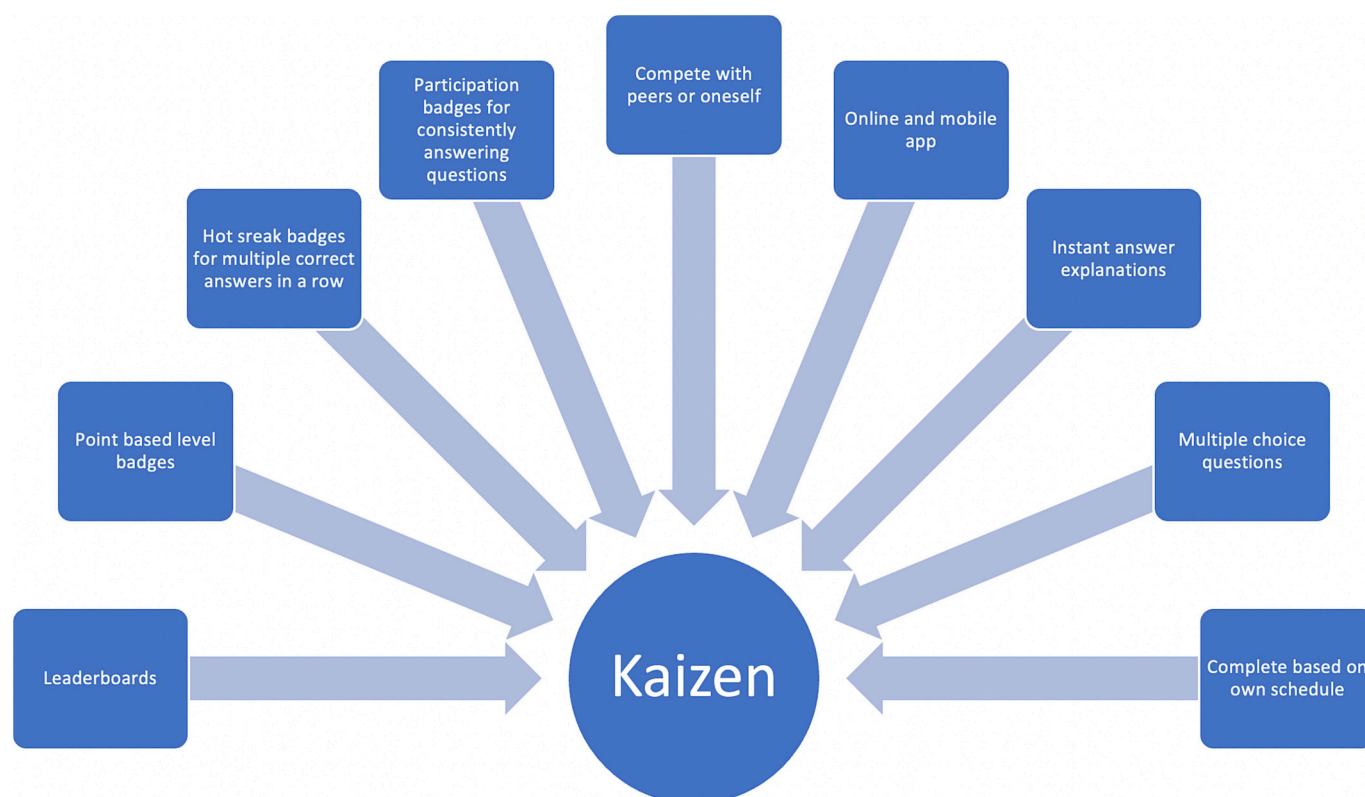 Compete with
peers or oneself
Participation
badges for
consistently
answering
questions
Online and mobile
app
Hot sreak badges
for multiple correct
answers in a row
Instant answer
explanations
Point based level
badges
Multiple choice
questions
Leaderboards
Kaizen
Complete based on
own schedule